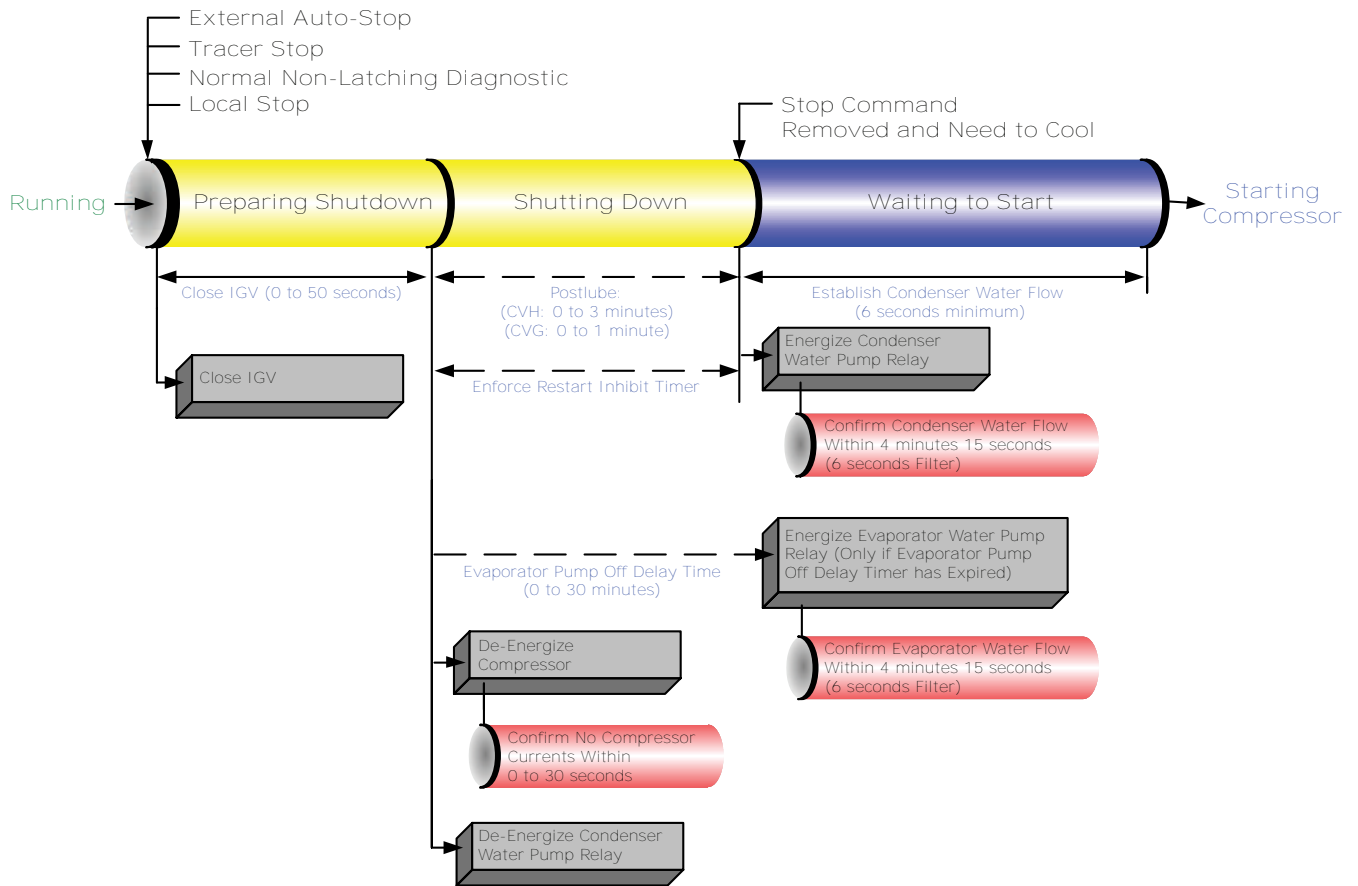 External Auto-Stop
Tracer Stop
Normal Non-Latching Diagnostic
Local Stop
Stop Command
Removed and Need to Cool
Running
Preparing Shutdown
Shutting Down
Waiting to Start
Starting
Compressor
Close IGV (0 to 50 seconds)
Postlube:
(CVH: 0 to 3 minutes)
(CVG: 0 to 1 minute)
Establish Condenser Water Flow
(6 seconds minimum)
Enforce Restart Inhibit Timer
Close IGV
Energize Condenser
Water Pump Relay
Confirm Condenser Water Flow
Within 4 minutes 15 seconds
(6 seconds Filter)
Evaporator Pump Off Delay Time
(0 to 30 minutes)
Energize Evaporator Water Pump
Relay (Only if Evaporator Pump
Off Delay Timer has Expired)
Confirm Evaporator Water Flow
Within 4 minutes 15 seconds
(6 seconds Filter)
De-Energize
Compressor
Confirm No Compressor
Currents Within
0 to 30 seconds
De-Energize Condenser
Water Pump Relay